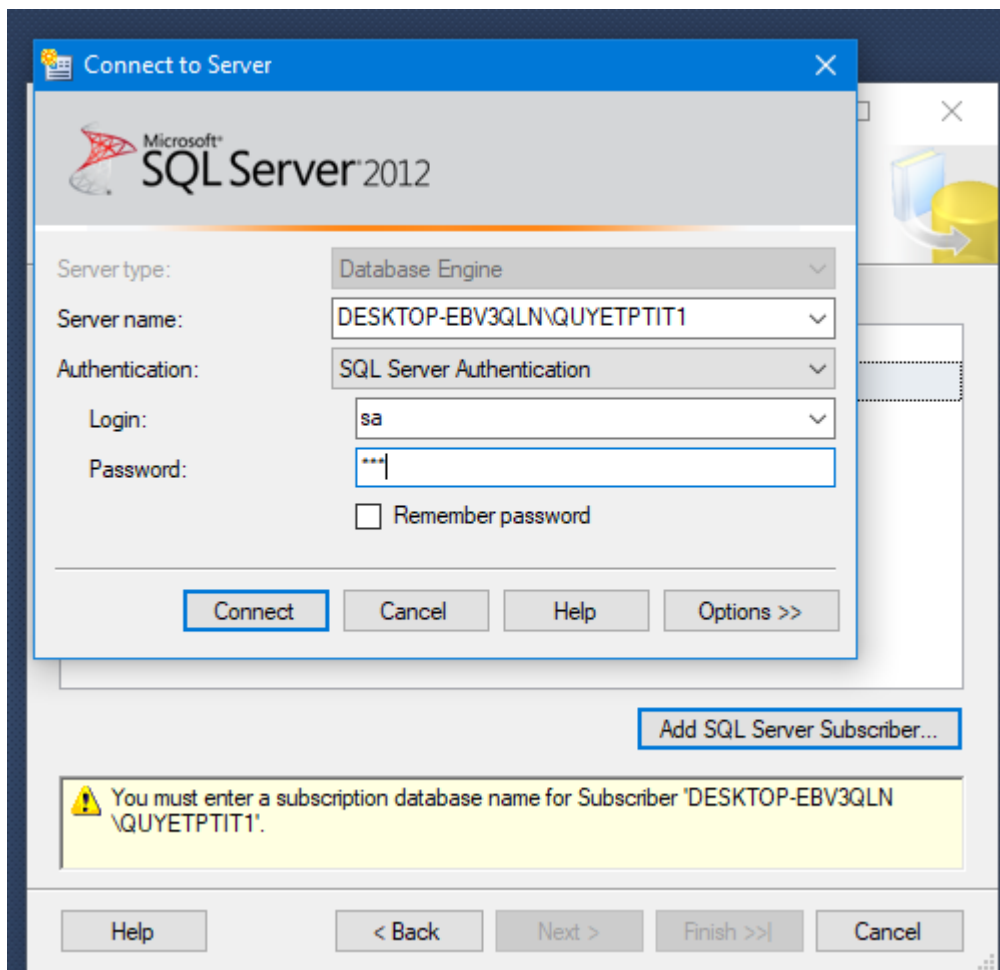 Connect to Server
Microsoft®
SQL Server® 2012
Server type:
Database Engine
Server name:
DESKTOP-EBV3QLN\QUYETPTIT1
Authentication:
SQL Server Authentication
Login:
sa
Password:
***
Remember password
Connect
Cancel
Help
Options >>
Add SQL Server Subscriber...
You must enter a subscription database name for Subscriber 'DESKTOP-EBV3QLN
\QUYETPTIT1'.
Help
< Back
Next >
Finish >>|
Cancel